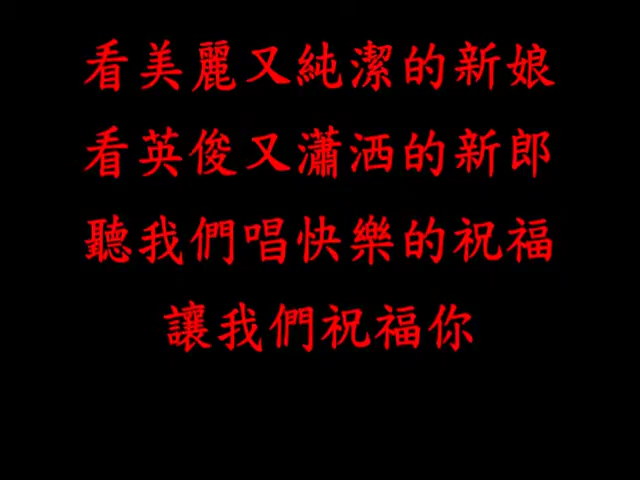 看美麗又純潔的新娘
看英俊又瀟洒的新郎
聽我們唱快樂的祝福
讓我們祝福你